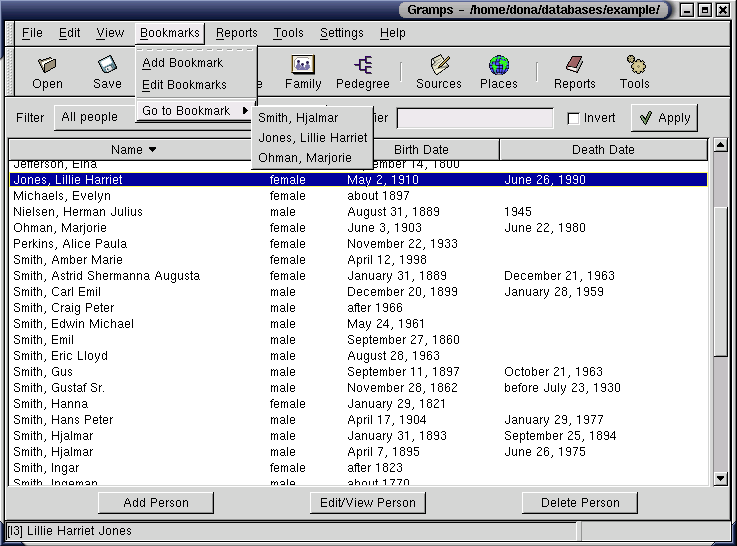 Gramps - /home/dona/databases/example/
File Edit View Bookmarks Reports Tools Settings Help
Add Bookmark
Edit Bookmarks
Go to Bookmark
Smith, Hjalmar
Jones, Lillie Harriet
Ohman, Marjorie
Open Save Family Pedegree Sources Places Reports Tools
Filter All people Invert Apply
Name Birth Date Death Date
Jones, Lillie Harriet female May 2, 1910 June 26, 1990
Michaels, Evelyn female about 1897
Nielsen, Herman Julius male August 31, 1889 1945
Ohman, Marjorie female June 3, 1903 June 22, 1980
Perkins, Alice Paula female November 22, 1933
Smith, Amber Marie female April 12, 1998
Smith, Astrid Shermanna Augusta female January 31, 1889 December 21, 1963
Smith, Carl Emil male December 20, 1899 January 28, 1959
Smith, Craig Peter male after 1966
Smith, Edwin Michael male May 24, 1961
Smith, Emil male September 27, 1860
Smith, Eric Lloyd male August 28, 1963
Smith, Gus male September 11, 1897 October 21, 1963
Smith, Gustaf Sr. male November 28, 1862 before July 23, 1930
Smith, Hanna female January 29, 1821
Smith, Hans Peter male April 17, 1904 January 29, 1977
Smith, Hjalmar male January 31, 1893 September 25, 1894
Smith, Hjalmar male April 7, 1895 June 26, 1975
Smith, Ingar female after 1823
Smith, Ingeman male about 1770
Add Person Edit/View Person Delete Person
[I3] Lillie Harriet Jones